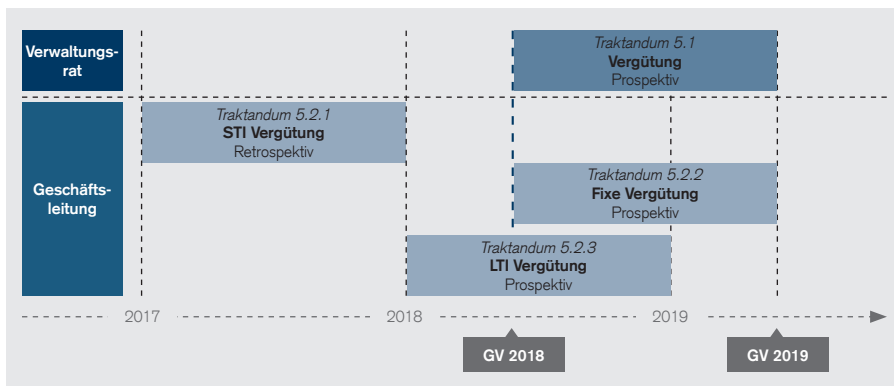 Verwaltungs-
rat
Traktandum 5.1
Vergütung
Prospektiv
Geschäfts-
leitung
Traktandum 5.2.1
STI Vergütung
Retrospektiv
Traktandum 5.2.2
Fixe Vergütung
Prospektiv
Traktandum 5.2.3
LTI Vergütung
Prospektiv
2017
2018
2019
GV 2018
GV 2019